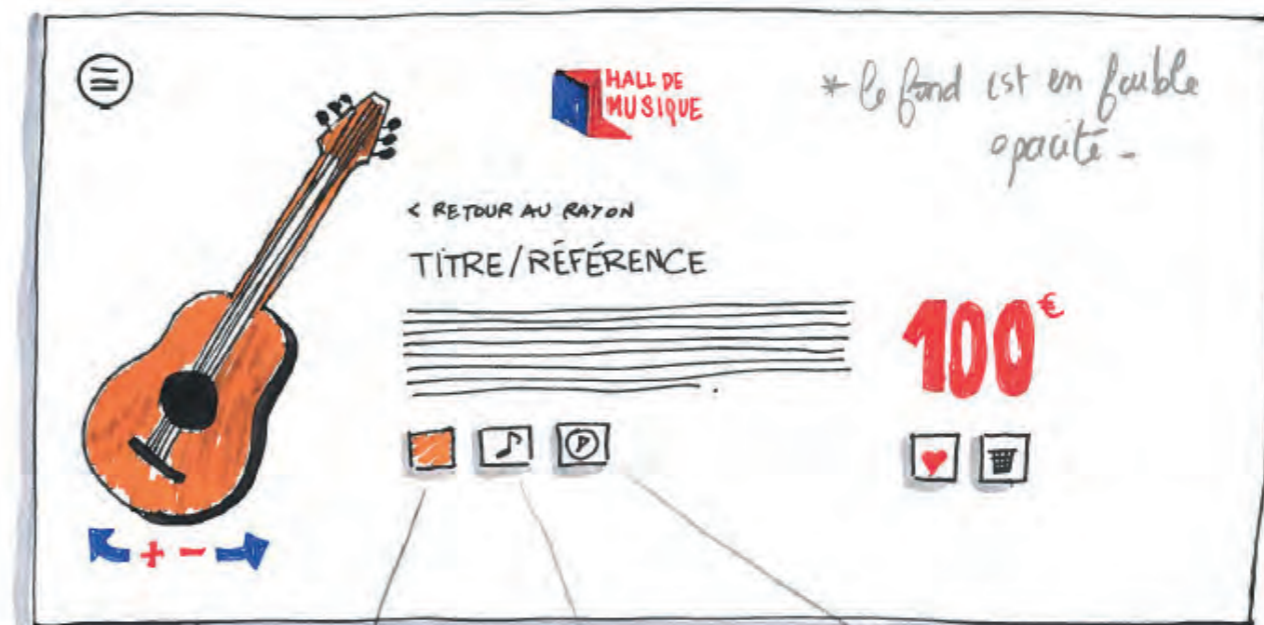 HALL DE
MUSIQUE
* le fond est en faible
opacité -
< RETOUR AU RAYON
TITRE/RÉFÉRENCE
100€
+ -